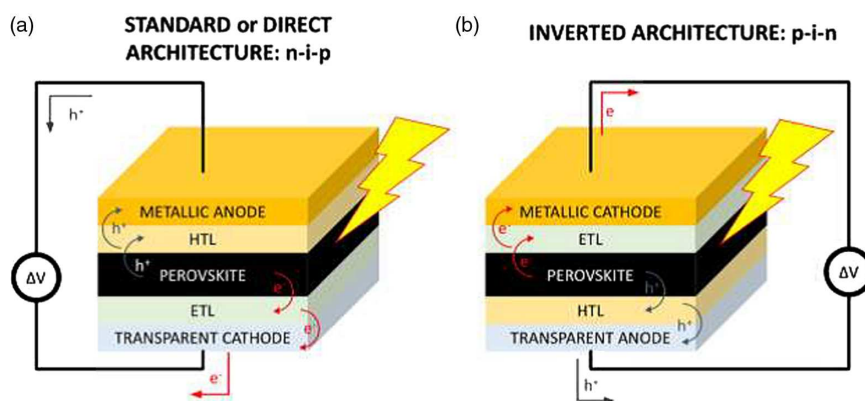 (a)
STANDARD or DIRECT
ARCHITECTURE: n-i-p
h⁺
METALLIC ANODE
h⁺
HTL
h⁺
PEROVSKITE
e⁻
ETL
e⁻
TRANSPARENT CATHODE
ΔV
e⁻
(b)
INVERTED ARCHITECTURE: p-i-n
e
METALLIC CATHODE
e⁻
ETL
e⁻
PEROVSKITE
h⁺
HTL
h⁺
TRANSPARENT ANODE
ΔV
h⁺